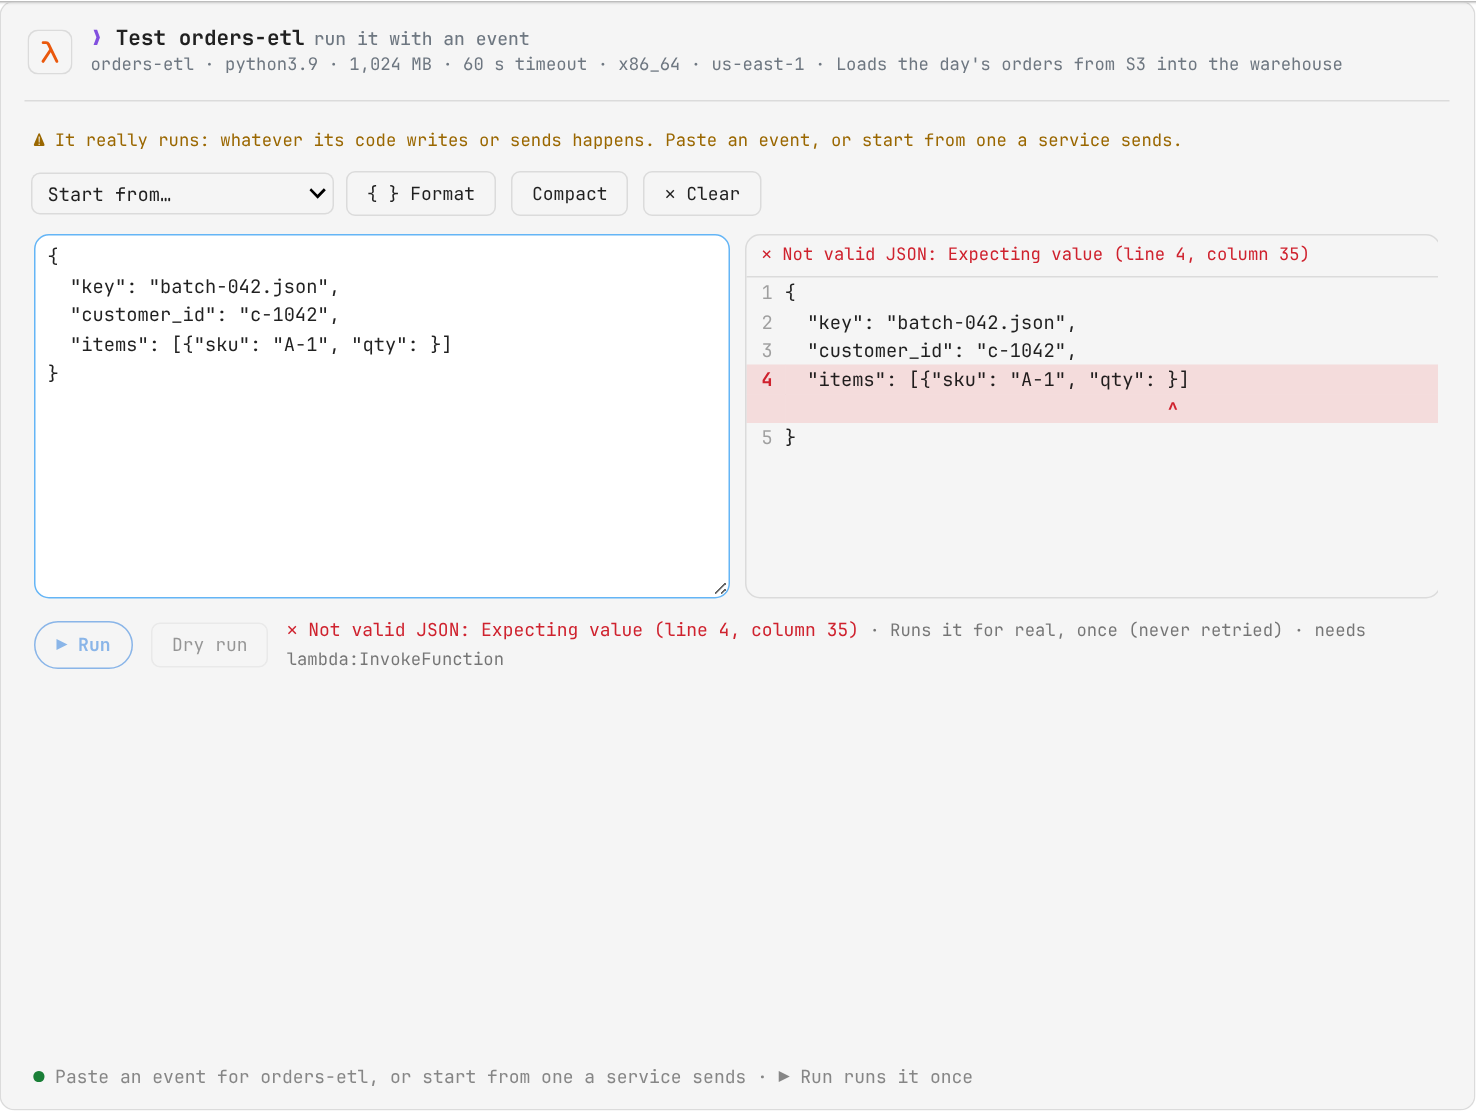 λ
❫ Test orders-etl run it with an event
orders-etl · python3.9 · 1,024 MB · 60 s timeout · x86_64 · us-east-1 · Loads the day's orders from S3 into the warehouse
⚠ It really runs: whatever its code writes or sends happens. Paste an event, or start from one a service sends.
Start from…
{ } Format
Compact
× Clear
{
  "key": "batch-042.json",
  "customer_id": "c-1042",
  "items": [{"sku": "A-1", "qty": }]
}
× Not valid JSON: Expecting value (line 4, column 35)
1 {
2   "key": "batch-042.json",
3   "customer_id": "c-1042",
4   "items": [{"sku": "A-1", "qty": }]
^
5 }
▶ Run
Dry run
× Not valid JSON: Expecting value (line 4, column 35) · Runs it for real, once (never retried) · needs
lambda:InvokeFunction
● Paste an event for orders-etl, or start from one a service sends · ▶ Run runs it once